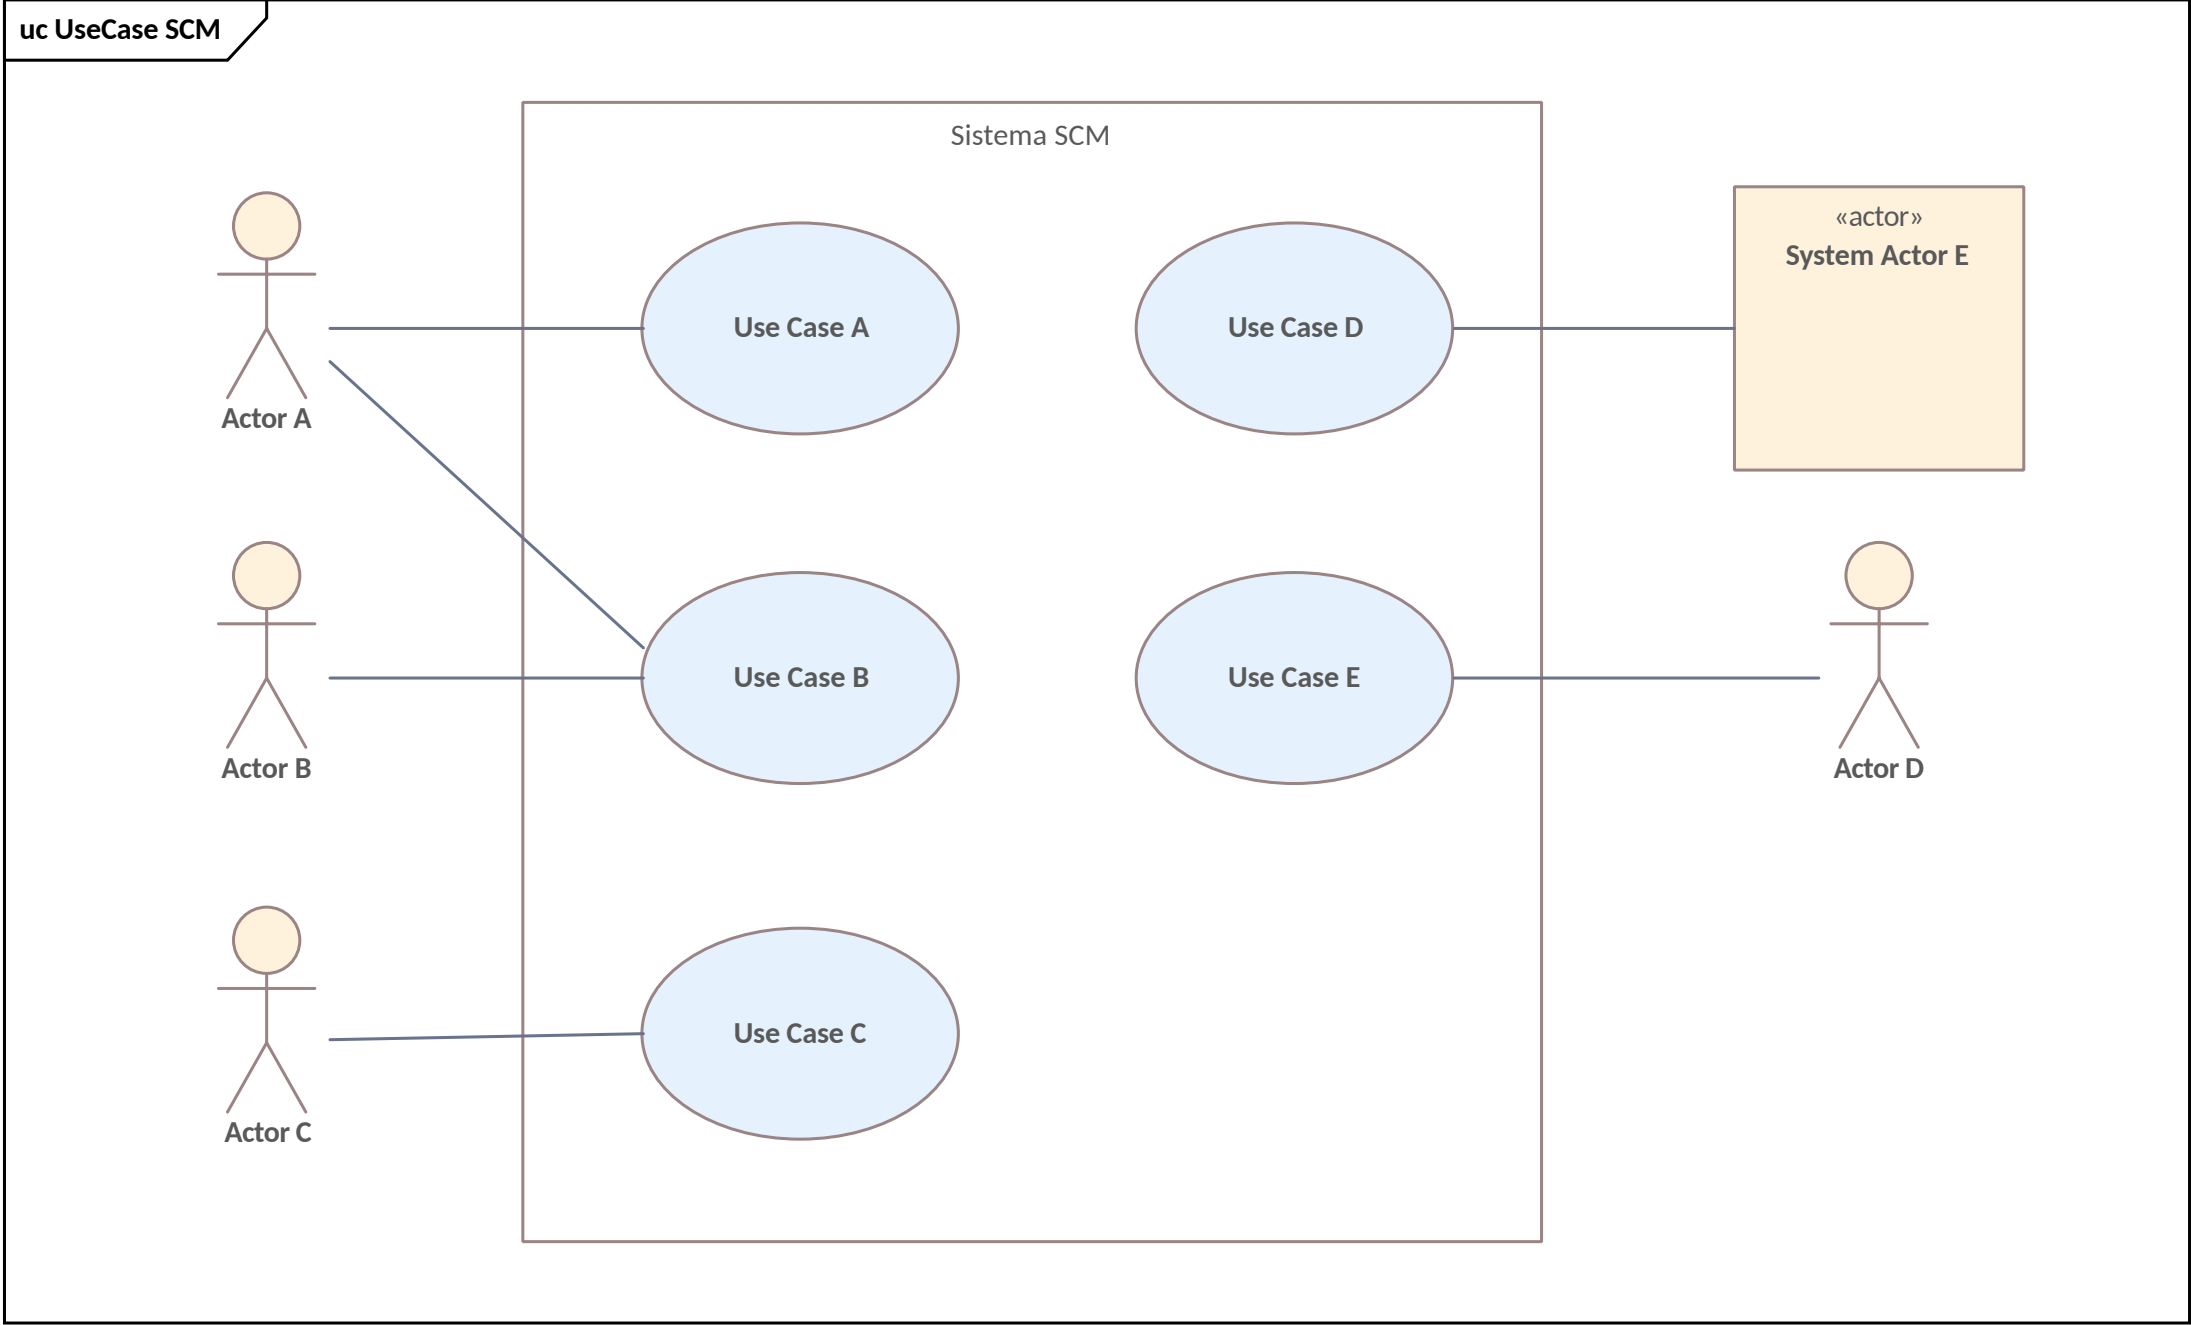 uc UseCase SCM
Sistema SCM
«actor»
System Actor E
Use Case A
Use Case D
Actor A
Use Case B
Use Case E
Actor B
Actor D
Use Case C
Actor C